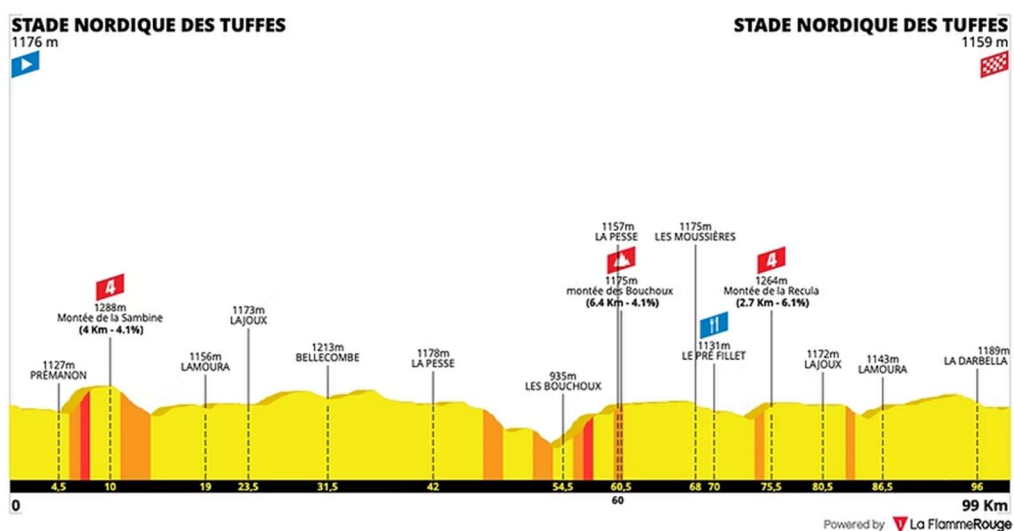 STADE NORDIQUE DES TUFFES
1176 m
STADE NORDIQUE DES TUFFES
1159 m
1127m
PRÉMANON
4
1288m
Montée de la Sambine
(4 Km - 4.1%)
1156m
LAMOURA
1173m
LAJOUX
1213m
BELLECOMBE
1178m
LA PESSE
935m
LES BOUCHOUX
1157m
LA PESSE
1175m
montée des Bouchoux
(6.4 Km - 4.1%)
1175m
LES MOUSSIÈRES
1131m
LE PRÉ FILLET
4
1264m
Montée de la Recula
(2.7 Km - 6.1%)
1172m
LAJOUX
1143m
LAMOURA
1189m
LA DARBELLA
4,5 10 19 23,5 31,5 42 54,5 60,5 68 70 75,5 80,5 86,5 96
0 60 99 Km
Powered by La FlammeRouge